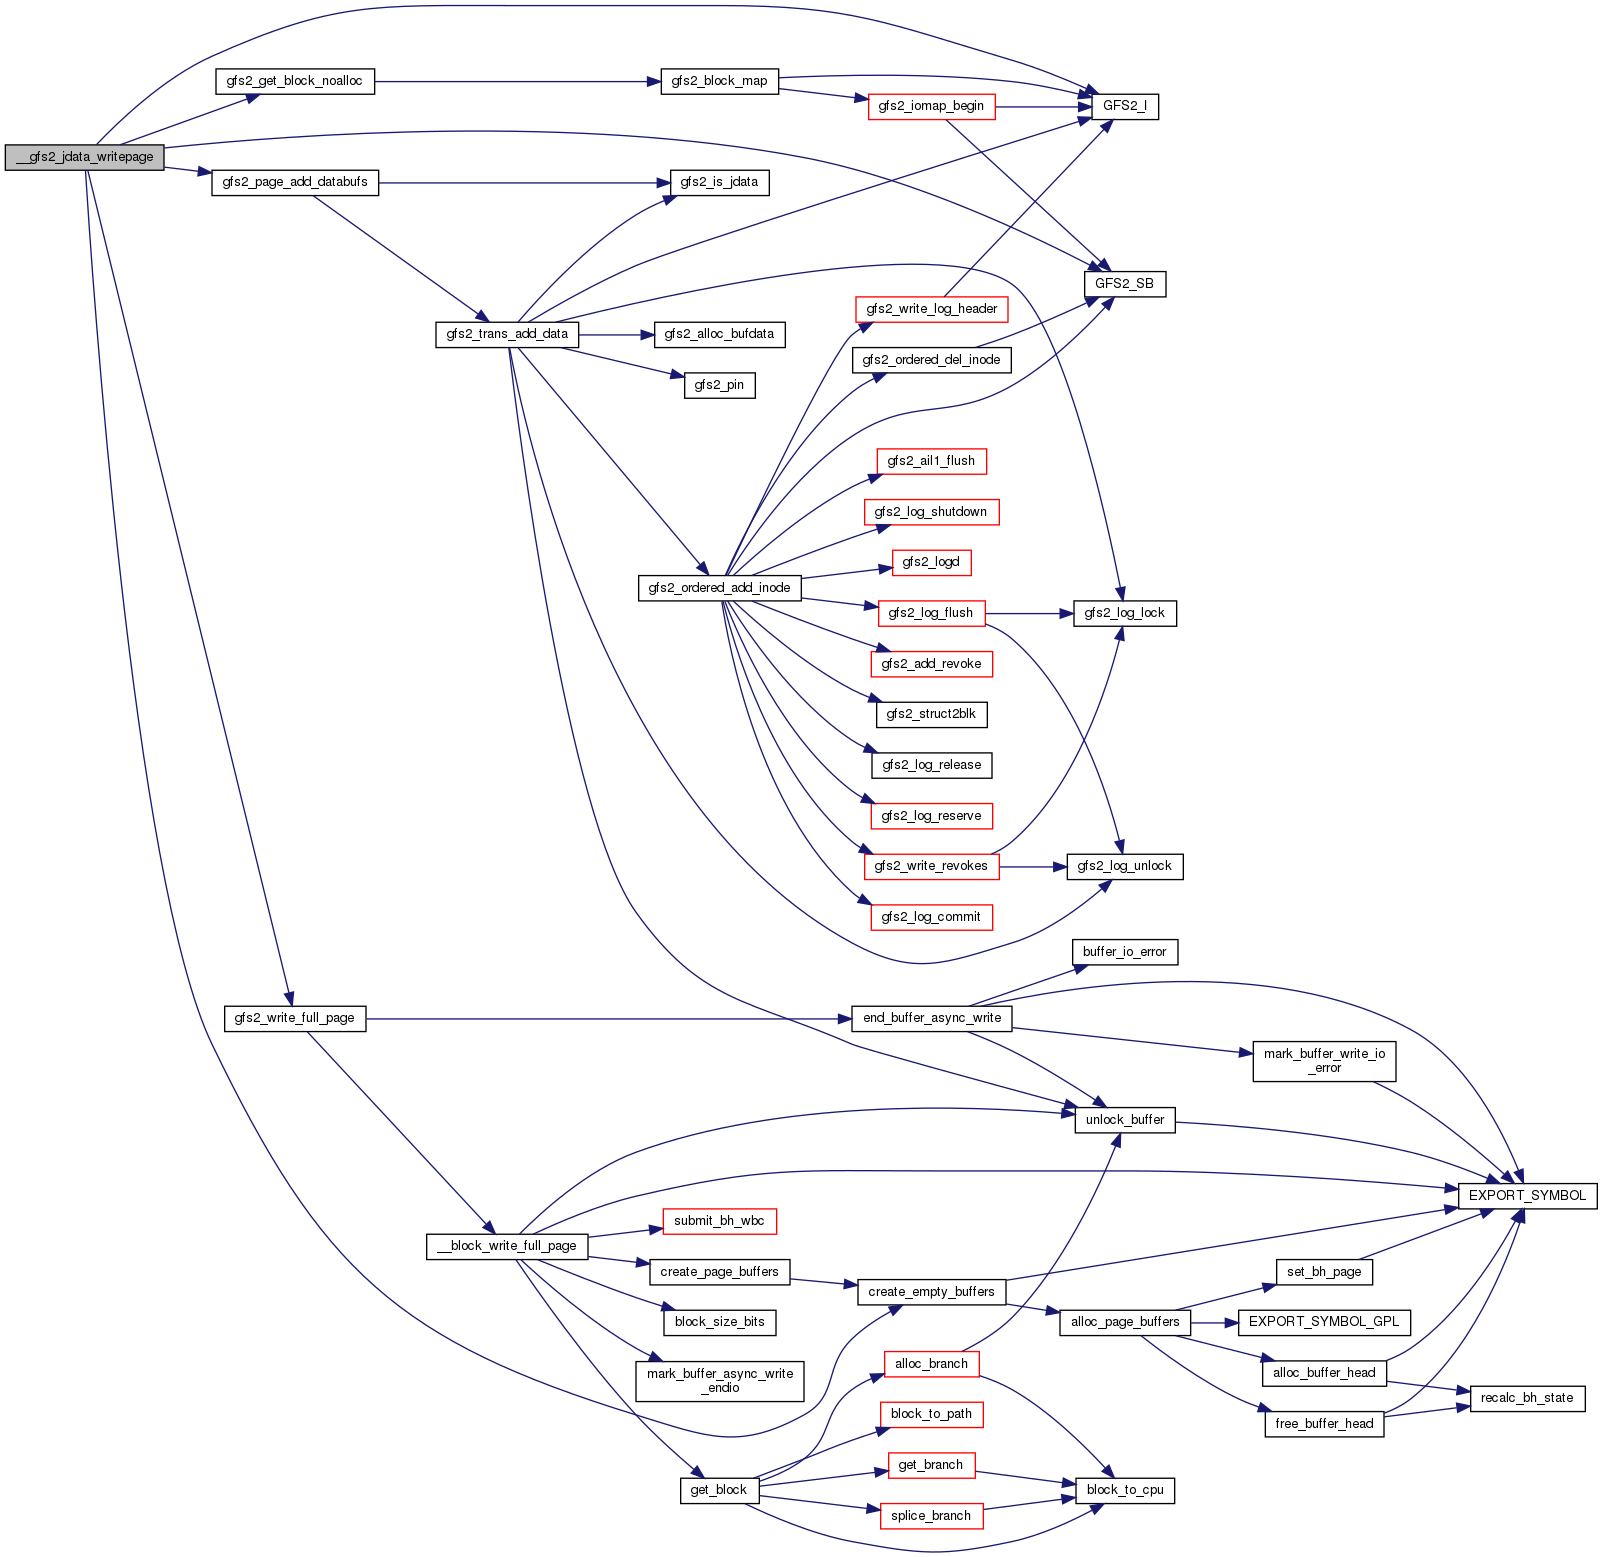 gfs2_get_block_noalloc
gfs2_block_map
gfs2_iomap_begin
GFS2_I
__gfs2_jdata_writepage
gfs2_page_add_databufs
gfs2_is_jdata
GFS2_SB
gfs2_write_log_header
gfs2_trans_add_data
gfs2_alloc_bufdata
gfs2_ordered_del_inode
gfs2_pin
gfs2_ail1_flush
gfs2_log_shutdown
gfs2_logd
gfs2_ordered_add_inode
gfs2_log_flush
gfs2_log_lock
gfs2_add_revoke
gfs2_struct2blk
gfs2_log_release
gfs2_log_reserve
gfs2_write_revokes
gfs2_log_unlock
gfs2_log_commit
buffer_io_error
gfs2_write_full_page
end_buffer_async_write
mark_buffer_write_io
_error
unlock_buffer
EXPORT_SYMBOL
submit_bh_wbc
__block_write_full_page
create_page_buffers
set_bh_page
create_empty_buffers
block_size_bits
alloc_page_buffers
EXPORT_SYMBOL_GPL
alloc_branch
mark_buffer_async_write
_endio
alloc_buffer_head
recalc_bh_state
block_to_path
free_buffer_head
get_branch
get_block
block_to_cpu
splice_branch